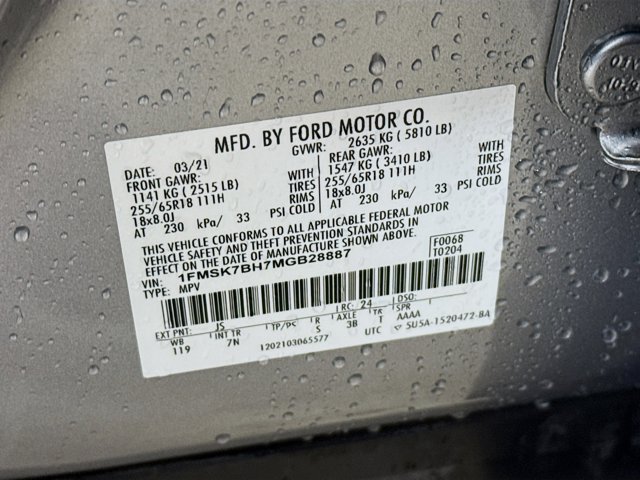 MFD. BY FORD MOTOR CO.
DATE: 03/21 GVWR: 2635 KG ( 5810 LB)
FRONT GAWR: REAR GAWR:
1141 KG ( 2515 LB) WITH 1547 KG ( 3410 LB) WITH
255/65R18 111H TIRES 255/65R18 111H TIRES
18x8.0J RIMS 18x8.0J RIMS
AT 230 kPa/ 33 PSI COLD AT 230 kPa/ 33 PSI COLD
THIS VEHICLE CONFORMS TO ALL APPLICABLE FEDERAL MOTOR
VEHICLE SAFETY AND THEFT PREVENTION STANDARDS IN
EFFECT ON THE DATE OF MANUFACTURE SHOWN ABOVE.
VIN: 1FMSK7BH7MGB28887 F0068
TYPE: MPV T0204
EXT PNT: JS RC: 24 DSO:
WB INT TR TP/PS R AXLE TR SPR
119 7N S 3B T AAAA
1202103065577 UTC 5U5A-1520472-BA